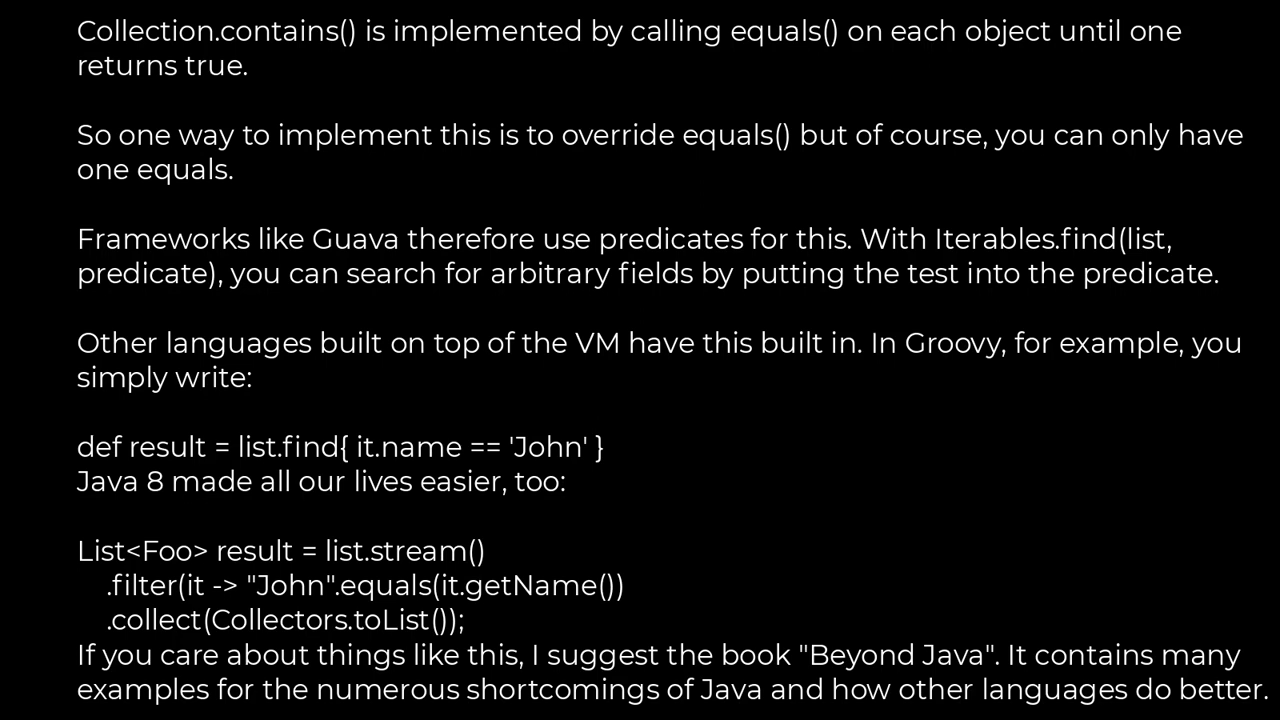 Collection.contains() is implemented by calling equals() on each object until one
returns true.
So one way to implement this is to override equals() but of course, you can only have
one equals.
Frameworks like Guava therefore use predicates for this. With Iterables.find(list,
predicate), you can search for arbitrary fields by putting the test into the predicate.
Other languages built on top of the VM have this built in. In Groovy, for example, you
simply write:
def result = list.find{ it.name == 'John' }
Java 8 made all our lives easier, too:
List<Foo> result = list.stream()
.filter(it -> "John".equals(it.getName())
.collect(Collectors.toList());
If you care about things like this, I suggest the book "Beyond Java". It contains many
examples for the numerous shortcomings of Java and how other languages do better.